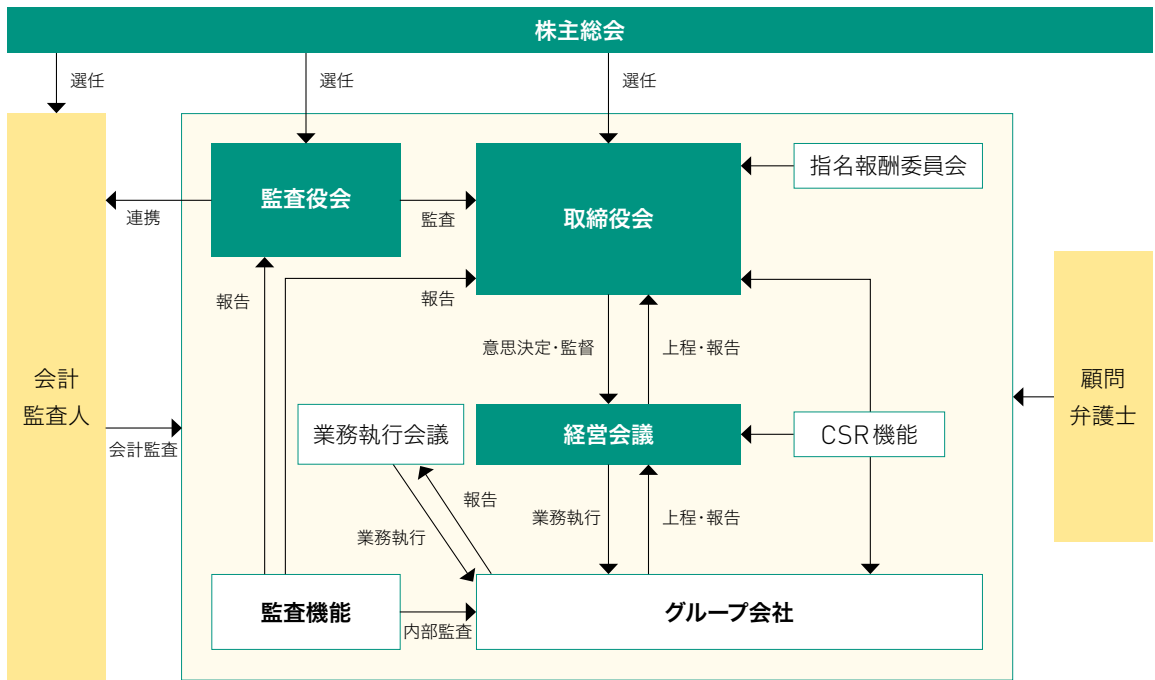 株主総会
選任
選任
選任
監査役会
取締役会
指名報酬委員会
連携
監査
報告
報告
意思決定・監督
上程・報告
会計
監査人
顧問
弁護士
会計監査
業務執行会議
経営会議
CSR機能
報告
業務執行
業務執行
上程・報告
監査機能
内部監査
グループ会社